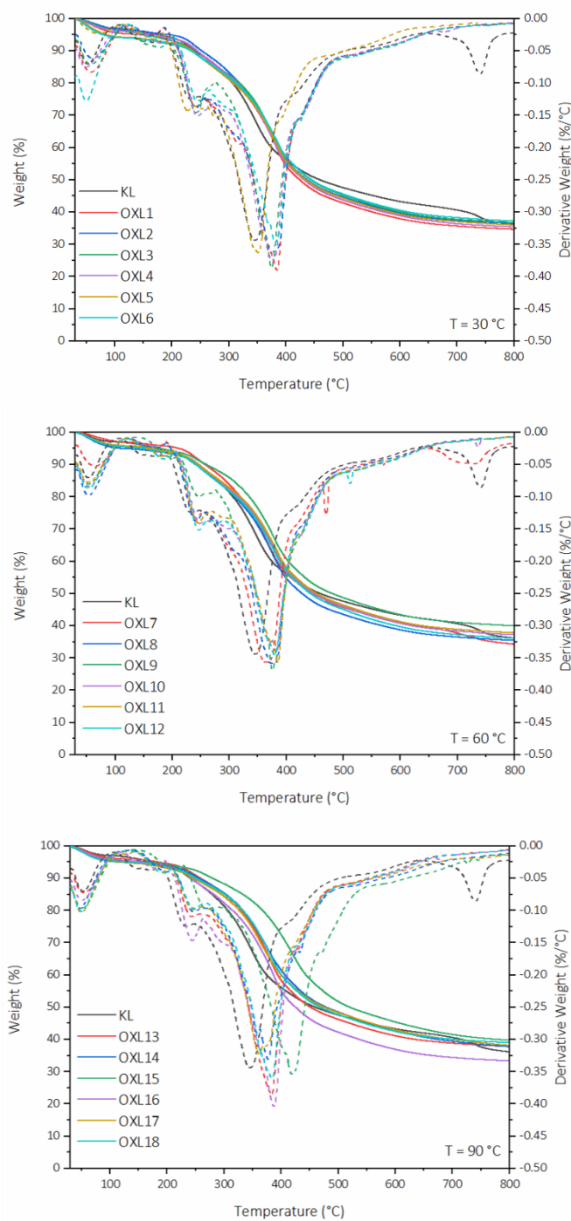 100
90
80
70
60
50
40
30
20
10
0
Weight (%)
KL
OXL1
OXL2
OXL3
OXL4
OXL5
OXL6
T = 30 °C
0.00
-0.05
-0.10
-0.15
-0.20
-0.25
-0.30
-0.35
-0.40
-0.45
-0.50
Derivative Weight (%/°C)
100 200 300 400 500 600 700 800
Temperature (°C)
100
90
80
70
60
50
40
30
20
10
0
Weight (%)
KL
OXL7
OXL8
OXL9
OXL10
OXL11
OXL12
T = 60 °C
0.00
-0.05
-0.10
-0.15
-0.20
-0.25
-0.30
-0.35
-0.40
-0.45
-0.50
Derivative Weight (%/°C)
100 200 300 400 500 600 700 800
Temperature (°C)
100
90
80
70
60
50
40
30
20
10
0
Weight (%)
KL
OXL13
OXL14
OXL15
OXL16
OXL17
OXL18
T = 90 °C
0.00
-0.05
-0.10
-0.15
-0.20
-0.25
-0.30
-0.35
-0.40
-0.45
-0.50
Derivative Weight (%/°C)
100 200 300 400 500 600 700 800
Temperature (°C)